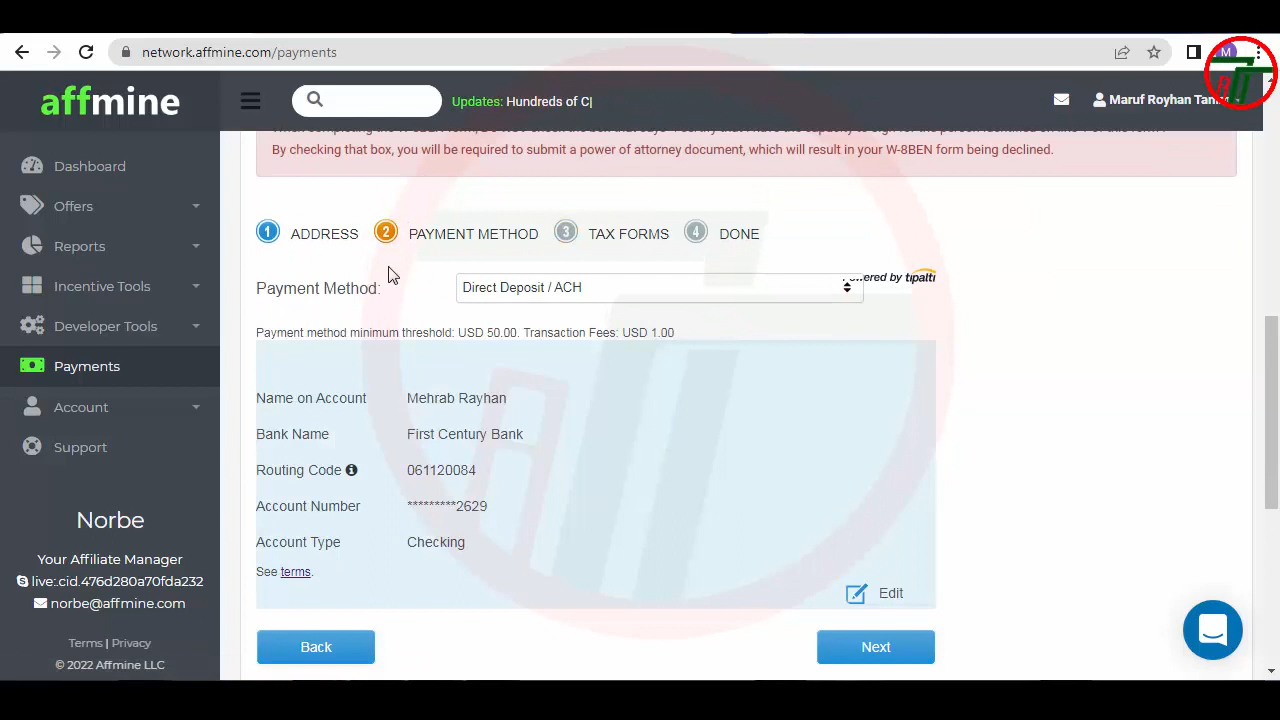 network.affmine.com/payments
M
affmine
Updates: Hundreds of C|
Maruf Royhan
By checking that box, you will be required to submit a power of attorney document, which will result in your W-8BEN form being declined.
Dashboard
Offers
Reports
Incentive Tools
Developer Tools
Payments
Account
Support
Norbe
Your Affiliate Manager
live:.cid.476d280a70fda232
norbe@affmine.com
Terms | Privacy
© 2022 Affmine LLC
1 ADDRESS 2 PAYMENT METHOD 3 TAX FORMS 4 DONE
Payment Method: Direct Deposit / ACH
Powered by tipalti
Payment method minimum threshold: USD 50.00. Transaction Fees: USD 1.00
Name on Account Mehrab Rayhan
Bank Name First Century Bank
Routing Code 061120084
Account Number *********2629
Account Type Checking
See terms.
Edit
Back Next